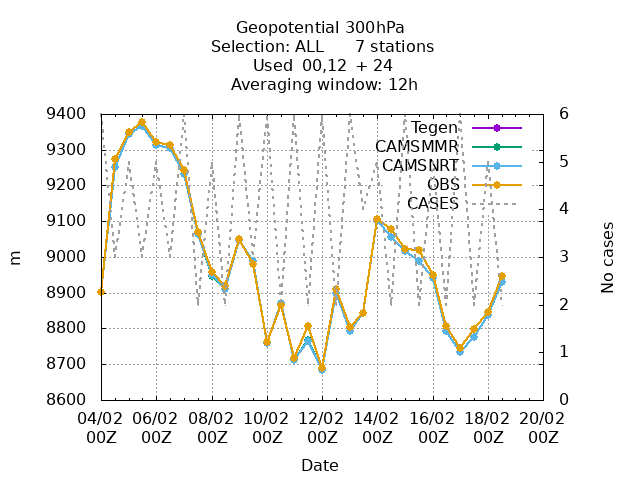 Geopotential 300hPa
Selection: ALL 7 stations
Used 00,12 + 24
Averaging window: 12h
9400
9300
9200
9100
9000
8900
8800
8700
8600
m
6
5
4
3
2
1
0
No cases
Tegen
CAMSMMR
CAMSNRT
OBS
CASES
04/02 06/02 08/02 10/02 12/02 14/02 16/02 18/02 20/02
00Z 00Z 00Z 00Z 00Z 00Z 00Z 00Z 00Z
Date